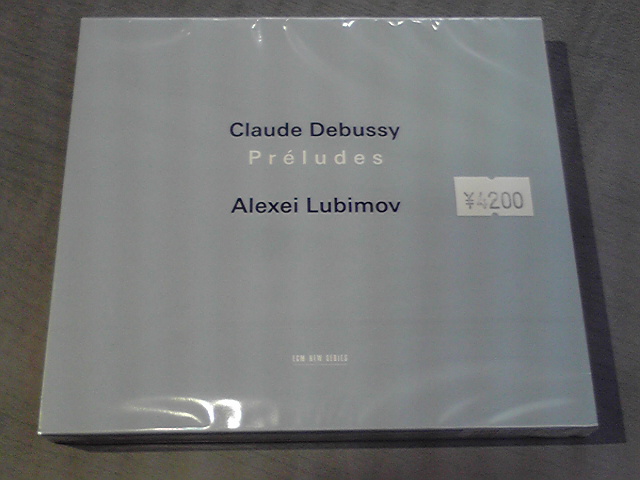 Claude Debussy
Préludes
Alexei Lubimov
¥4200
ECM NEW SERIES